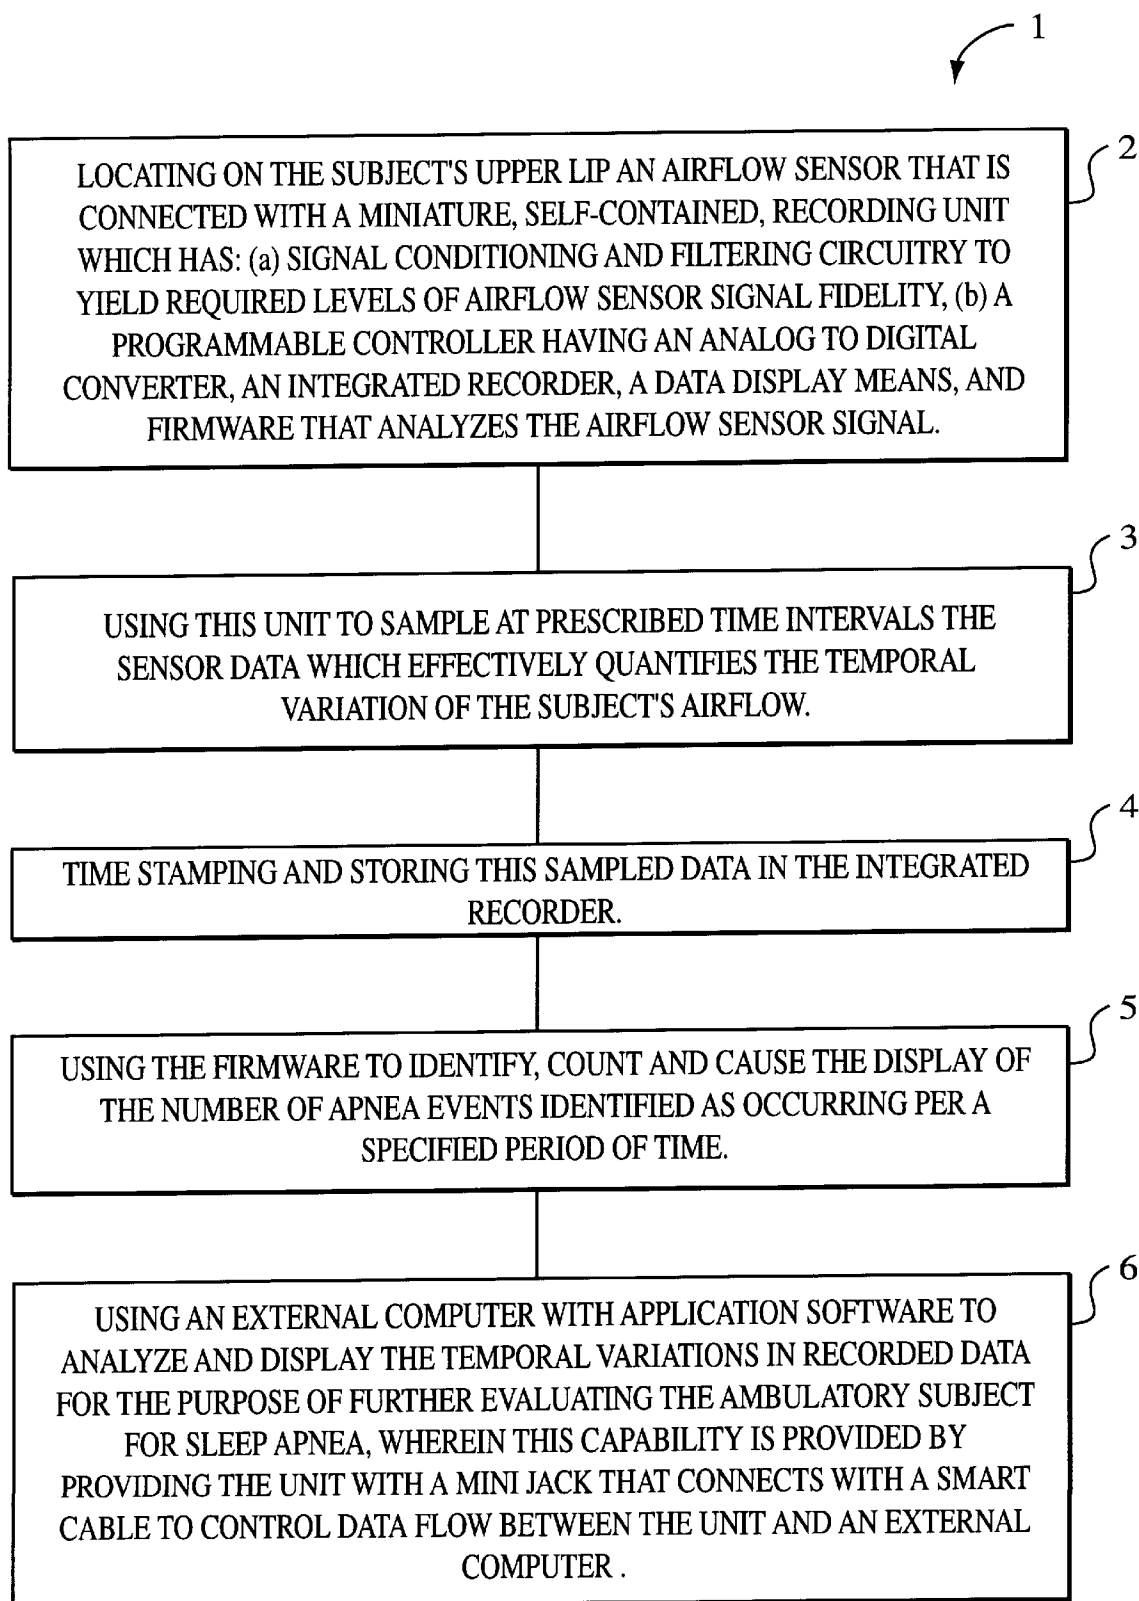 1
2
LOCATING ON THE SUBJECT'S UPPER LIP AN AIRFLOW SENSOR THAT IS
CONNECTED WITH A MINIATURE, SELF-CONTAINED, RECORDING UNIT
WHICH HAS: (a) SIGNAL CONDITIONING AND FILTERING CIRCUITRY TO
YIELD REQUIRED LEVELS OF AIRFLOW SENSOR SIGNAL FIDELITY, (b) A
PROGRAMMABLE CONTROLLER HAVING AN ANALOG TO DIGITAL
CONVERTER, AN INTEGRATED RECORDER, A DATA DISPLAY MEANS, AND
FIRMWARE THAT ANALYZES THE AIRFLOW SENSOR SIGNAL.
3
USING THIS UNIT TO SAMPLE AT PRESCRIBED TIME INTERVALS THE
SENSOR DATA WHICH EFFECTIVELY QUANTIFIES THE TEMPORAL
VARIATION OF THE SUBJECT'S AIRFLOW.
4
TIME STAMPING AND STORING THIS SAMPLED DATA IN THE INTEGRATED
RECORDER.
5
USING THE FIRMWARE TO IDENTIFY, COUNT AND CAUSE THE DISPLAY OF
THE NUMBER OF APNEA EVENTS IDENTIFIED AS OCCURRING PER A
SPECIFIED PERIOD OF TIME.
6
USING AN EXTERNAL COMPUTER WITH APPLICATION SOFTWARE TO
ANALYZE AND DISPLAY THE TEMPORAL VARIATIONS IN RECORDED DATA
FOR THE PURPOSE OF FURTHER EVALUATING THE AMBULATORY SUBJECT
FOR SLEEP APNEA, WHEREIN THIS CAPABILITY IS PROVIDED BY
PROVIDING THE UNIT WITH A MINI JACK THAT CONNECTS WITH A SMART
CABLE TO CONTROL DATA FLOW BETWEEN THE UNIT AND AN EXTERNAL
COMPUTER .